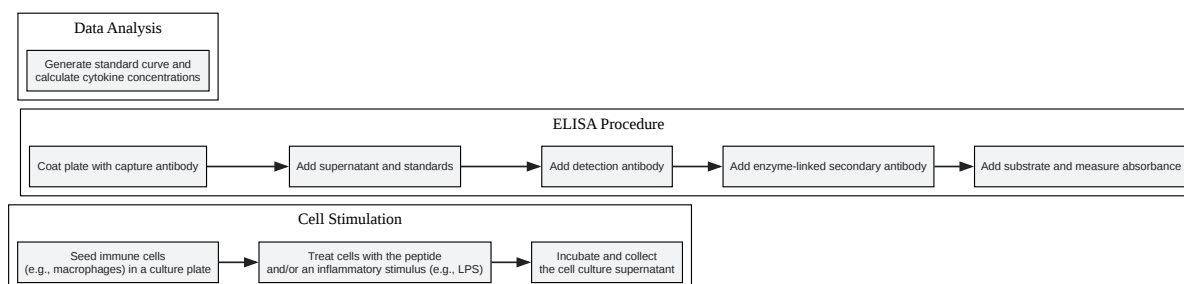 Data Analysis
Generate standard curve and
calculate cytokine concentrations
ELISA Procedure
Coat plate with capture antibody
Add supernatant and standards
Add detection antibody
Add enzyme-linked secondary antibody
Add substrate and measure absorbance
Cell Stimulation
Seed immune cells
(e.g., macrophages) in a culture plate
Treat cells with the peptide
and/or an inflammatory stimulus (e.g., LPS)
Incubate and collect
the cell culture supernatant